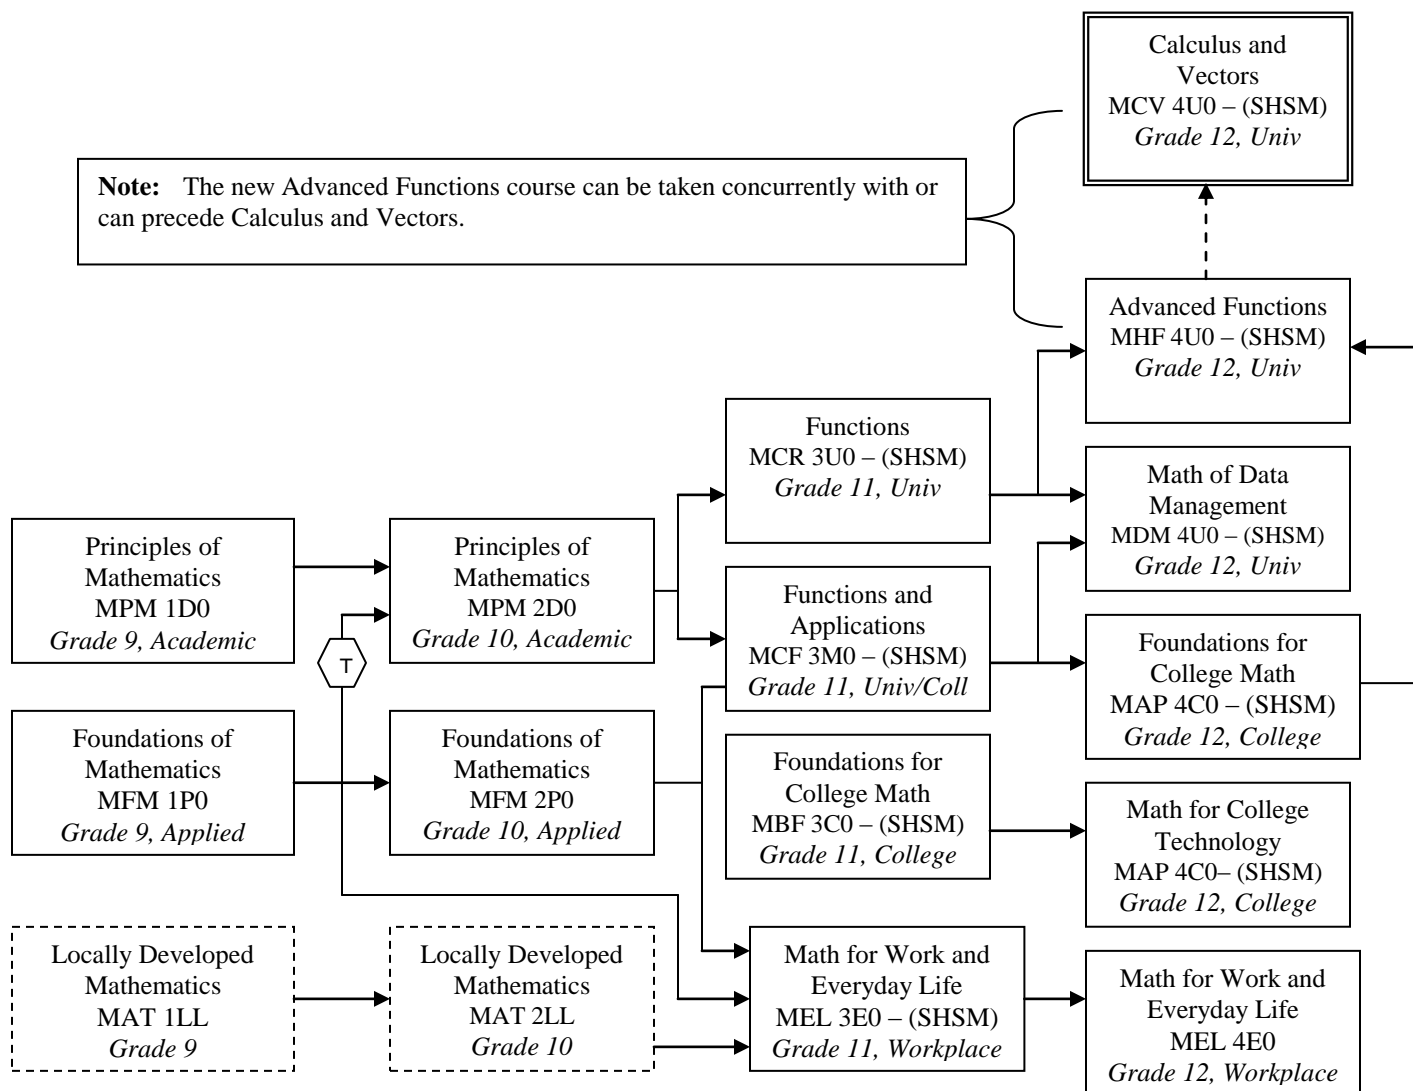 Calculus and
Vectors
MCV 4U0 – (SHSM)
Grade 12, Univ
Note: The new Advanced Functions course can be taken concurrently with or
can precede Calculus and Vectors.
Advanced Functions
MHF 4U0 – (SHSM)
Grade 12, Univ
Functions
MCR 3U0 – (SHSM)
Grade 11, Univ
Math of Data
Management
MDM 4U0 – (SHSM)
Grade 12, Univ
Principles of
Mathematics
MPM 1D0
Grade 9, Academic
T
Principles of
Mathematics
MPM 2D0
Grade 10, Academic
Functions and
Applications
MCF 3M0 – (SHSM)
Grade 11, Univ/Coll
Foundations for
College Math
MAP 4C0 – (SHSM)
Grade 12, College
Foundations of
Mathematics
MFM 1P0
Grade 9, Applied
Foundations of
Mathematics
MFM 2P0
Grade 10, Applied
Foundations for
College Math
MBF 3C0 – (SHSM)
Grade 11, College
Math for College
Technology
MAP 4C0– (SHSM)
Grade 12, College
Locally Developed
Mathematics
MAT 1LL
Grade 9
Locally Developed
Mathematics
MAT 2LL
Grade 10
Math for Work and
Everyday Life
MEL 3E0 – (SHSM)
Grade 11, Workplace
Math for Work and
Everyday Life
MEL 4E0
Grade 12, Workplace